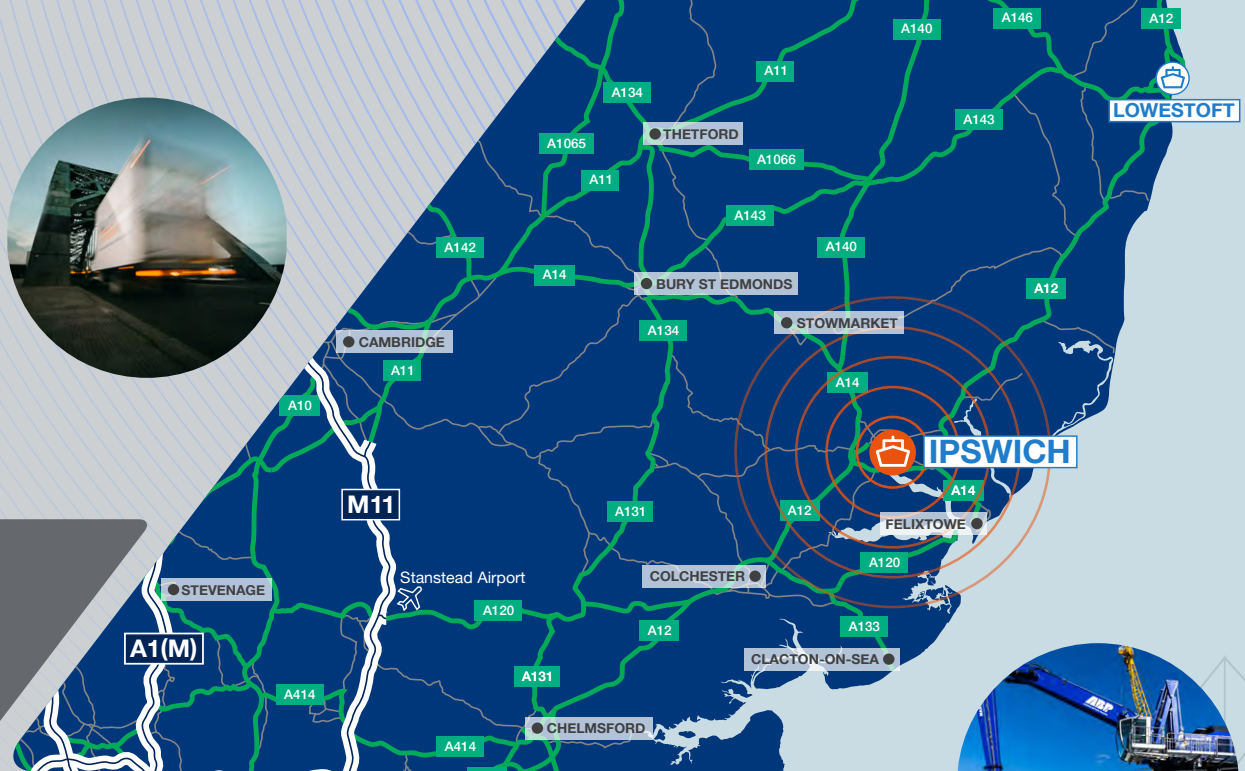 A146
A12
A140
A11
LOWESTOFT
A134
A143
THETFORD
A1065
A1066
A11
A143
A142
A140
A14
BURY ST EDMONDS
A12
STOWMARKET
A134
CAMBRIDGE
A11
A14
A10
IPSWICH
A14
M11
A131
A12
FELIXTOWE
A120
COLCHESTER
Stanstead Airport
STEVENAGE
A120
A133
A12
A1(M)
CLACTON-ON-SEA
A131
A414
ABP
CHELMSFORD
A414